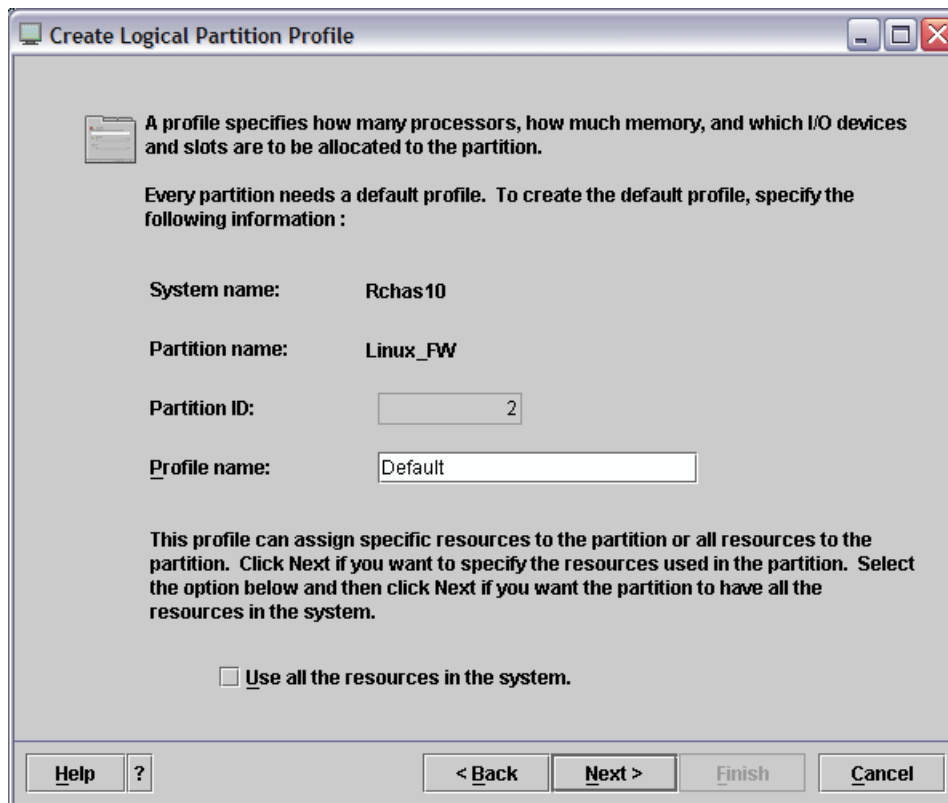 Create Logical Partition Profile
A profile specifies how many processors, how much memory, and which I/O devices
and slots are to be allocated to the partition.
Every partition needs a default profile. To create the default profile, specify the
following information :
System name: Rchas10
Partition name: Linux_FW
Partition ID: 2
Profile name: Default
This profile can assign specific resources to the partition or all resources to the
partition. Click Next if you want to specify the resources used in the partition. Select
the option below and then click Next if you want the partition to have all the
resources in the system.
Use all the resources in the system.
Help ? < Back Next > Finish Cancel